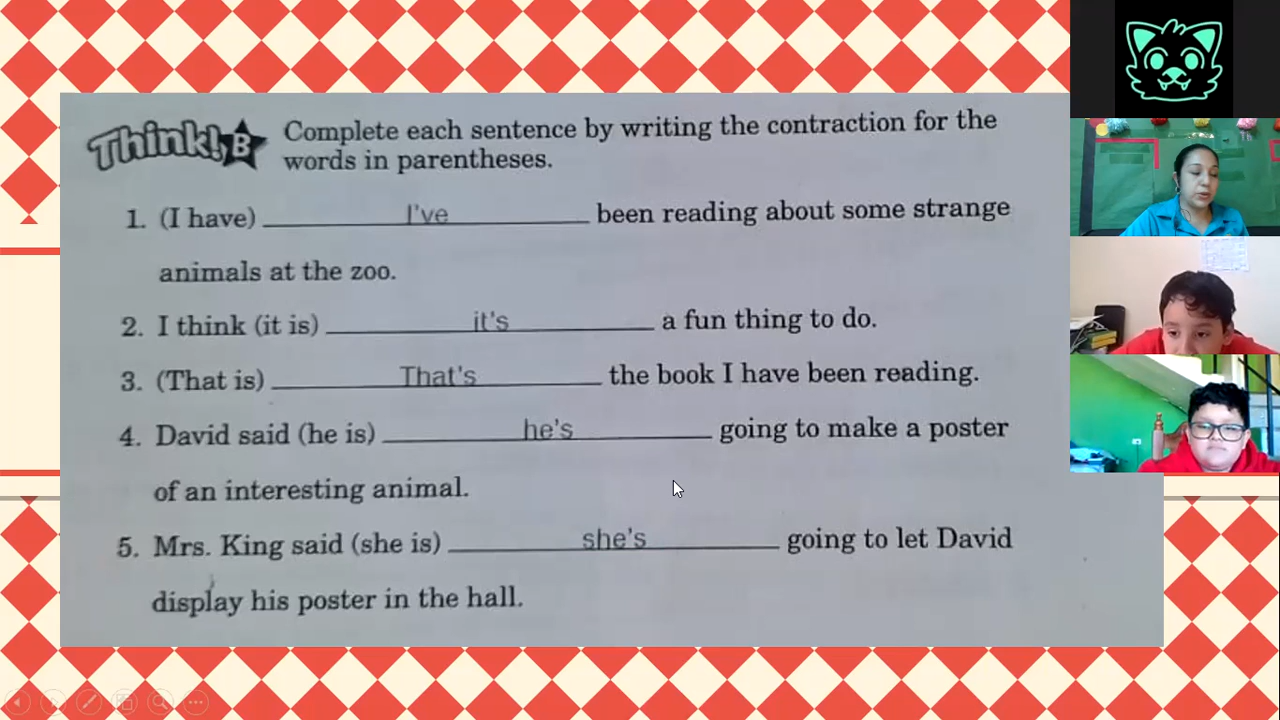 Think! B Complete each sentence by writing the contraction for the
words in parentheses.
1. (I have) I've been reading about some strange
animals at the zoo.
2. I think (it is) it's a fun thing to do.
3. (That is) That's the book I have been reading.
4. David said (he is) he's going to make a poster
of an interesting animal.
5. Mrs. King said (she is) she's going to let David
display his poster in the hall.